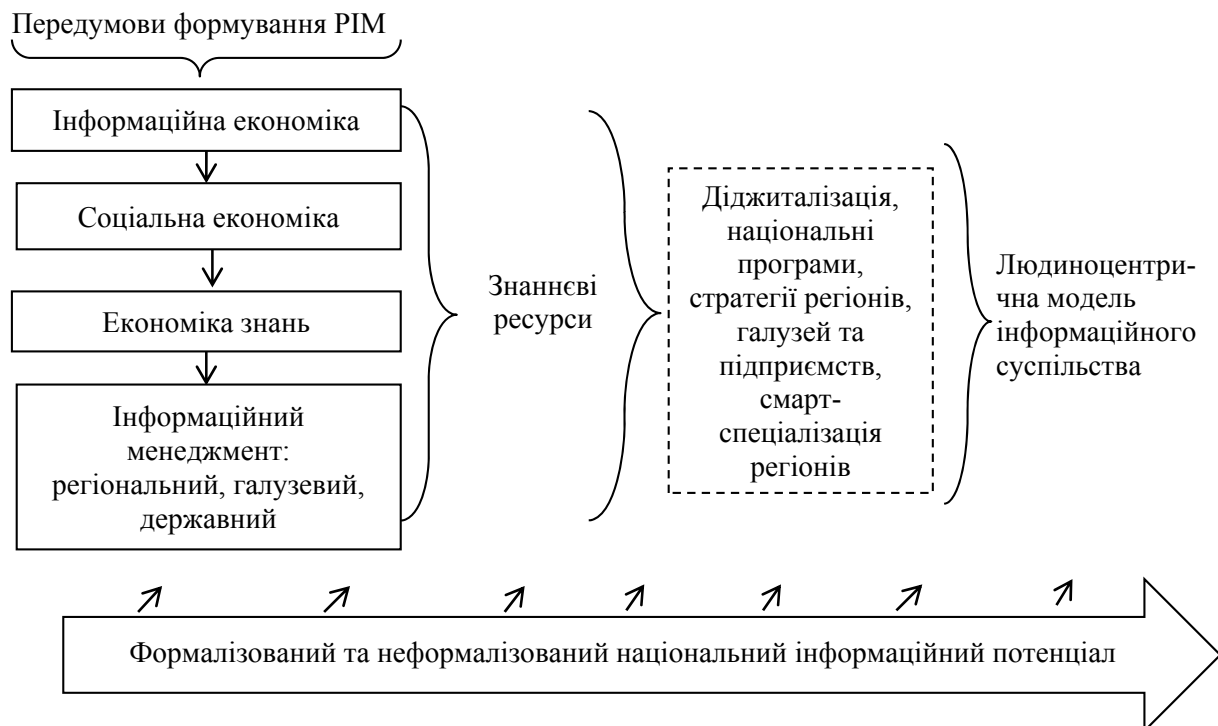 Передумови формування РІМ
Інформаційна економіка
Соціальна економіка
Економіка знань
Інформаційний
менеджмент:
регіональний, галузевий,
державний
Знаннєві
ресурси
Діджиталізація,
національні
програми,
стратегії регіонів,
галузей та
підприємств,
смарт-
спеціалізація
регіонів
Людиноцентри-
чна модель
інформаційного
суспільства
Формалізований та неформалізований національний інформаційний потенціал